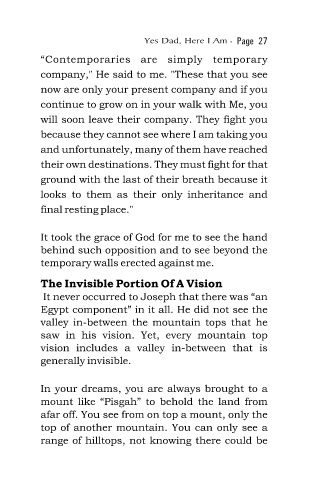 Yes Dad, Here I Am - Page 27
“Contemporaries are simply temporary
company," He said to me. "These that you see
now are only your present company and if you
continue to grow on in your walk with Me, you
will soon leave their company. They fight you
because they cannot see where I am taking you
and unfortunately, many of them have reached
their own destinations. They must fight for that
ground with the last of their breath because it
looks to them as their only inheritance and
final resting place."
It took the grace of God for me to see the hand
behind such opposition and to see beyond the
temporary walls erected against me.
The Invisible Portion Of A Vision
It never occurred to Joseph that there was “an
Egypt component” in it all. He did not see the
valley in-between the mountain tops that he
saw in his vision. Yet, every mountain top
vision includes a valley in-between that is
generally invisible.
In your dreams, you are always brought to a
mount like “Pisgah” to behold the land from
afar off. You see from on top a mount, only the
top of another mountain. You can only see a
range of hilltops, not knowing there could be